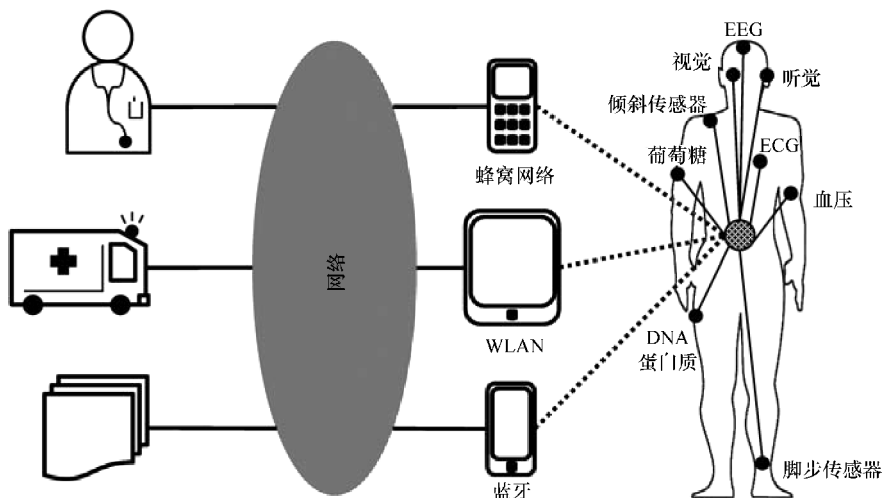 EEG
视觉
听觉
倾斜传感器
葡萄糖
ECG
血压
蜂窝网络
网络
WLAN
DNA
蛋门质
蓝牙
脚步传感器